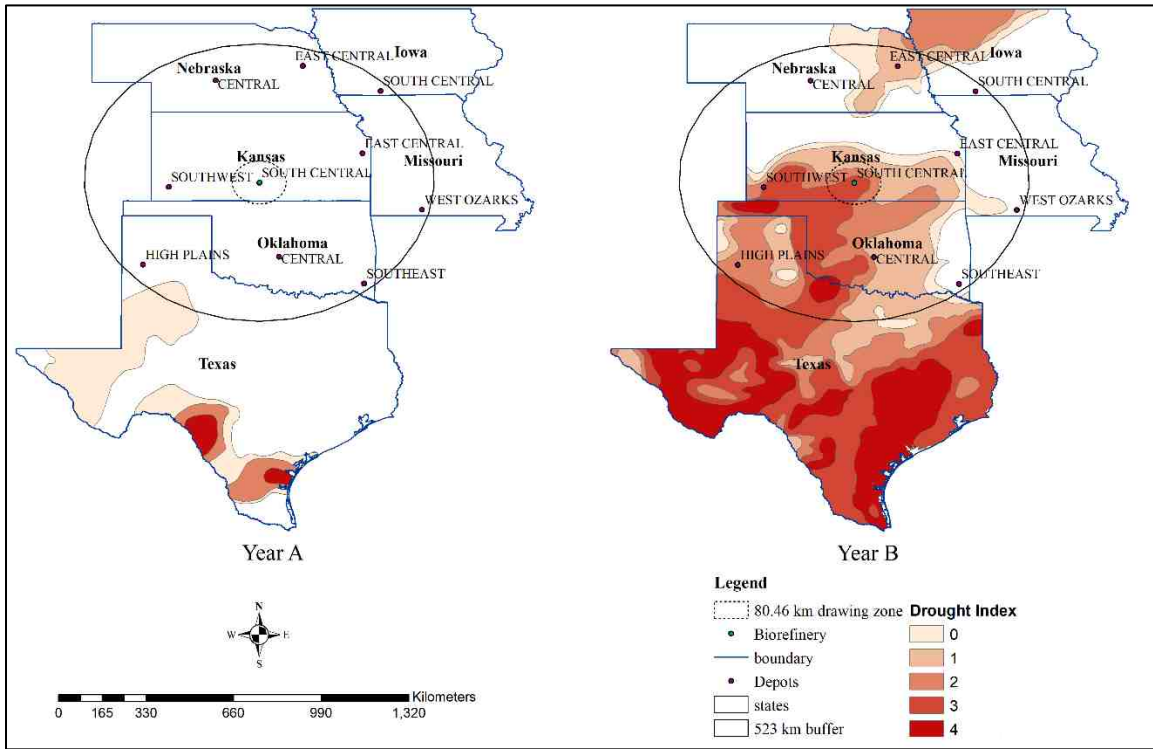 Iowa
EAST CENTRAL
Nebraska
CENTRAL
SOUTH CENTRAL
EAST CENTRAL
Kansas
Missouri
SOUTHWEST
SOUTH CENTRAL
WEST OZARKS
Oklahoma
HIGH PLAINS
CENTRAL
SOUTHEAST
Texas
Year A
N
W E
S
Kilometers
0 165 330 660 990 1,320
Iowa
EAST CENTRAL
Nebraska
CENTRAL
SOUTH CENTRAL
EAST CENTRAL
Kansas
Missouri
SOUTHWEST
SOUTH CENTRAL
WEST OZARKS
Oklahoma
HIGH PLAINS
CENTRAL
SOUTHEAST
Texas
Year B
Legend
80.46 km drawing zone
Biorefinery
boundary
Depots
states
523 km buffer
Drought Index
0
1
2
3
4